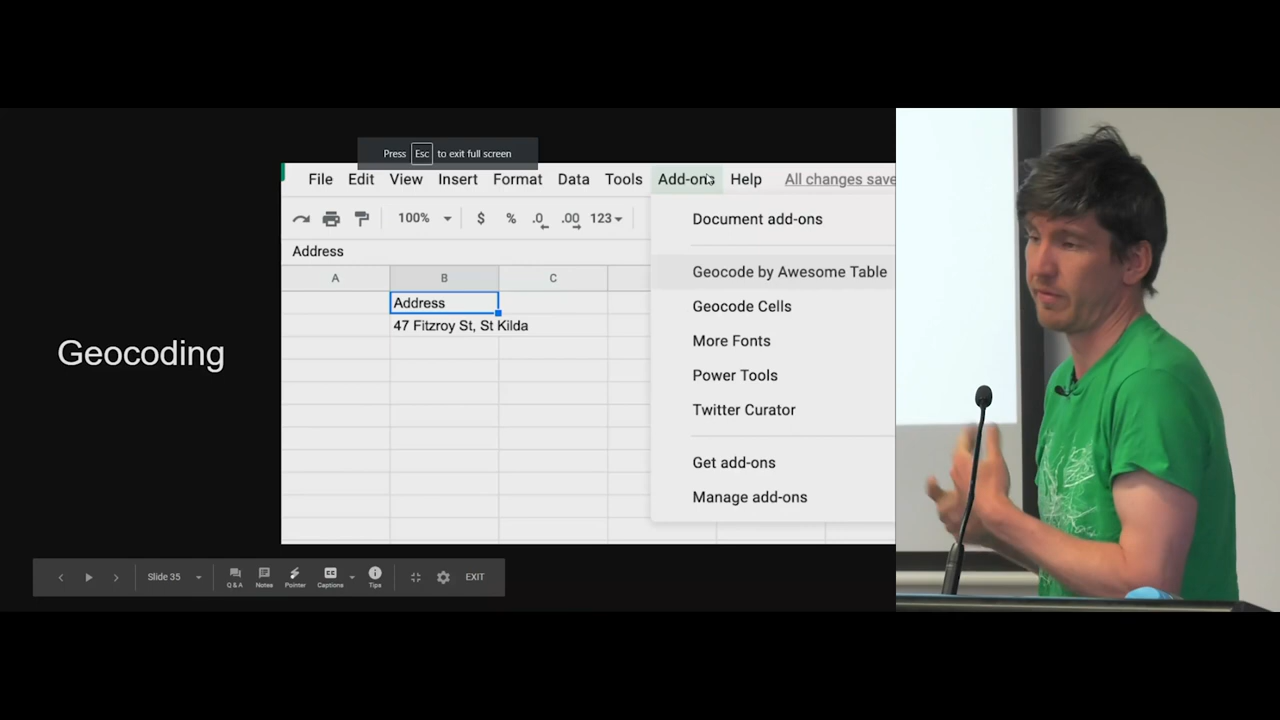 Press Esc to exit full screen
File Edit View Insert Format Data Tools Add-ons Help All changes save
100% $ % .0 .00 123
Address
A B C
Address
47 Fitzroy St, St Kilda
Geocoding
Document add-ons
Geocode by Awesome Table
Geocode Cells
More Fonts
Power Tools
Twitter Curator
Get add-ons
Manage add-ons
Slide 35 Q & A Notes Pointer CC Captions Tips EXIT